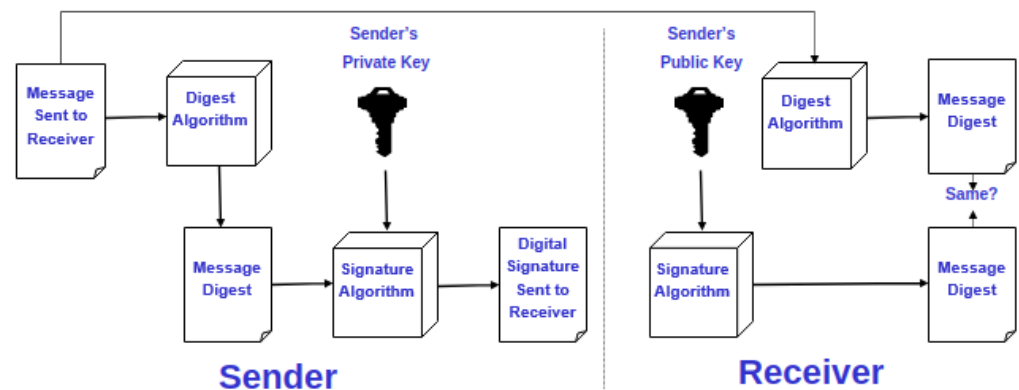 Sender's
Private Key
Sender's
Public Key
Message
Sent to
Receiver
Digest
Algorithm
Digest
Algorithm
Message
Digest
Same?
Message
Digest
Signature
Algorithm
Digital
Signature
Sent to
Receiver
Signature
Algorithm
Message
Digest
Sender
Receiver